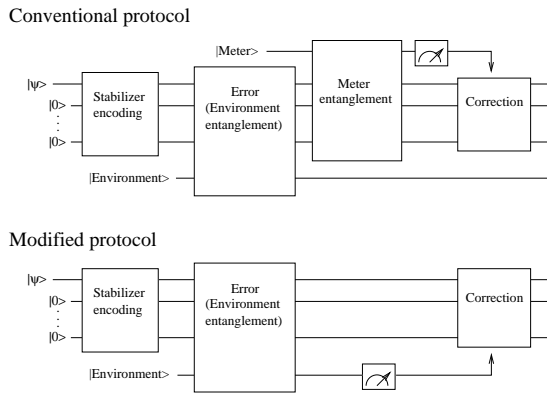 Conventional protocol
|Meter>
|ψ>
|0>
|0>
Stabilizer
encoding
Error
(Environment
entanglement)
Meter
entanglement
Correction
|Environment>
Modified protocol
|ψ>
|0>
|0>
Stabilizer
encoding
Error
(Environment
entanglement)
Correction
|Environment>